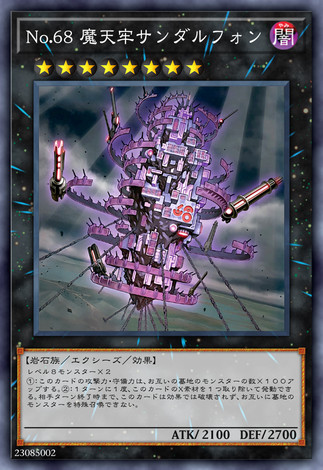 No.68 魔天牢サンダルフォン
やみ
闇
68
【岩石族／エクシーズ／効果】
レベル８モンスター×２
①：このカードの攻撃力・守備力は、お互いの墓地のモンスターの数×１００ア
ップする。②：１ターンに１度、このカードのX素材を１つ取り除いて発動でき
る。相手ターン終了時まで、このカードは効果では破壊されず、お互いに墓地の
モンスターを特殊召喚できない。
ATK/ 2100 DEF/ 2700
23085002